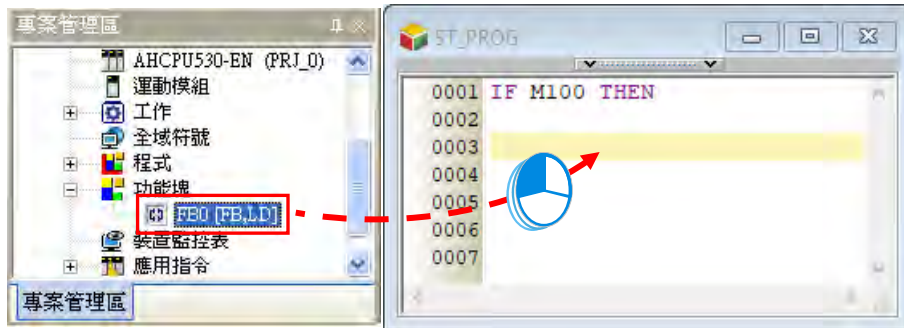 專案管理區
AHCPU530-EN (PRJ_0)
運動模組
工作
全域符號
程式
功能塊
FB0 [FB,LD]
裝置監控表
應用指令
專案管理區
ST_PROG
0001 IF M100 THEN
0002
0003
0004
0005
0006
0007